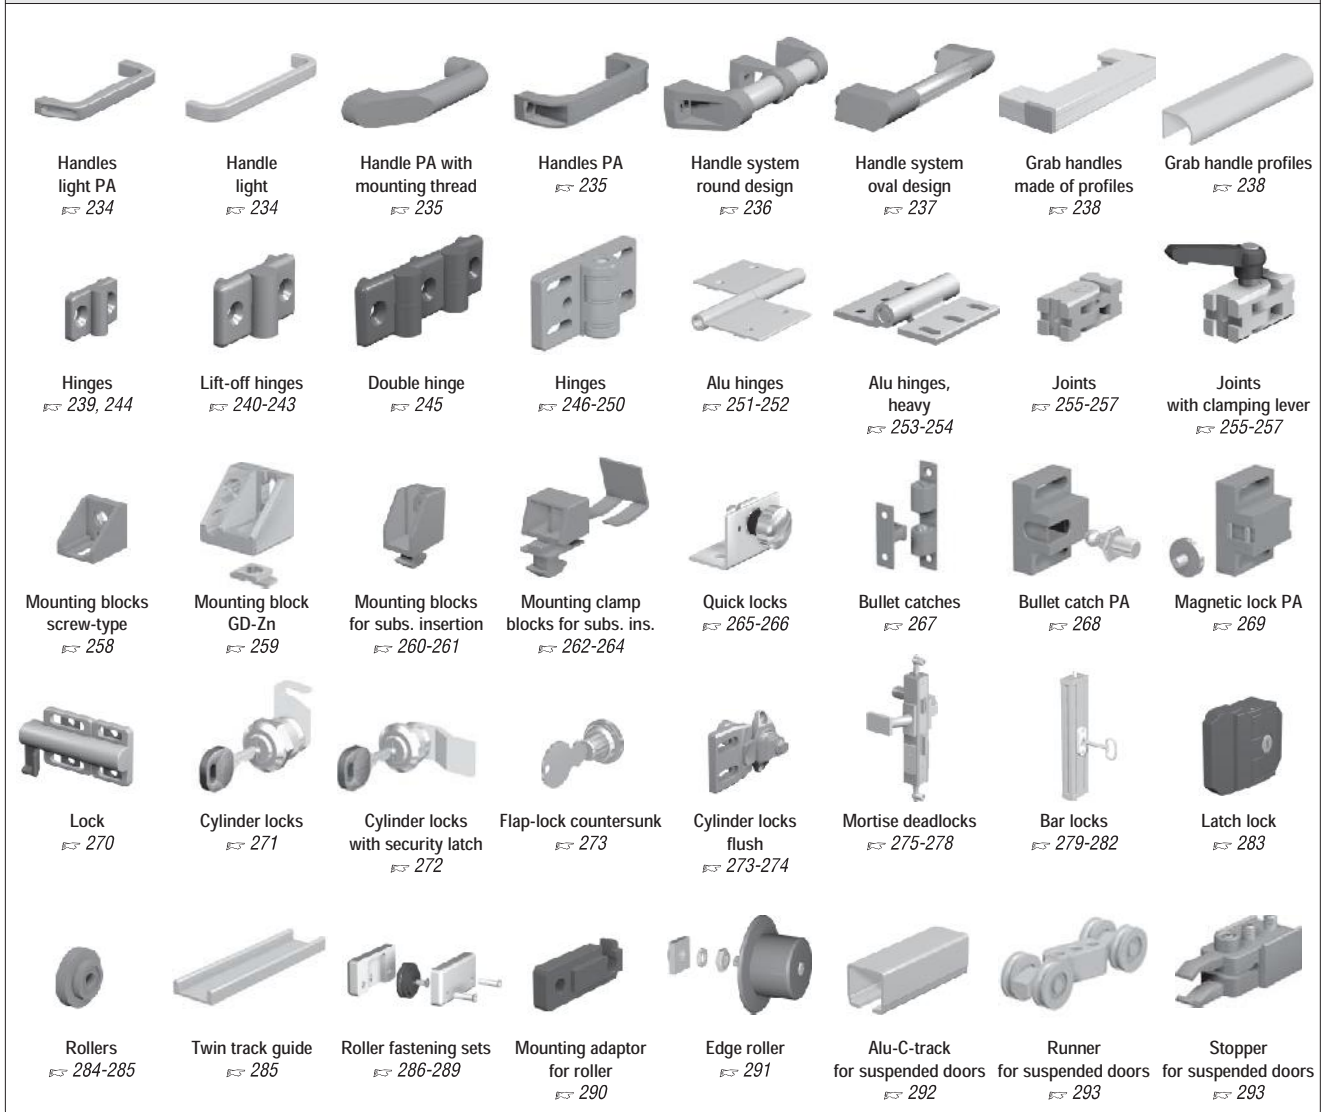 Handles
light PA
☞ 234
Handle
light
☞ 234
Handle PA with
mounting thread
☞ 235
Handles PA
☞ 235
Handle system
round design
☞ 236
Handle system
oval design
☞ 237
Grab handles
made of profiles
☞ 238
Grab handle profiles
☞ 238
Hinges
☞ 239, 244
Lift-off hinges
☞ 240-243
Double hinge
☞ 245
Hinges
☞ 246-250
Alu hinges
☞ 251-252
Alu hinges,
heavy
☞ 253-254
Joints
☞ 255-257
Joints
with clamping lever
☞ 255-257
Mounting blocks
screw-type
☞ 258
Mounting block
GD-Zn
☞ 259
Mounting blocks
for subs. insertion
☞ 260-261
Mounting clamp
blocks for subs. ins.
☞ 262-264
Quick locks
☞ 265-266
Bullet catches
☞ 267
Bullet catch PA
☞ 268
Magnetic lock PA
☞ 269
Lock
☞ 270
Cylinder locks
☞ 271
Cylinder locks
with security latch
☞ 272
Flap-lock countersunk
☞ 273
Cylinder locks
flush
☞ 273-274
Mortise deadlocks
☞ 275-278
Bar locks
☞ 279-282
Latch lock
☞ 283
Rollers
☞ 284-285
Twin track guide
☞ 285
Roller fastening sets
☞ 286-289
Mounting adaptor
for roller
☞ 290
Edge roller
☞ 291
Alu-C-track
for suspended doors
☞ 292
Runner
for suspended doors
☞ 293
Stopper
for suspended doors
☞ 293